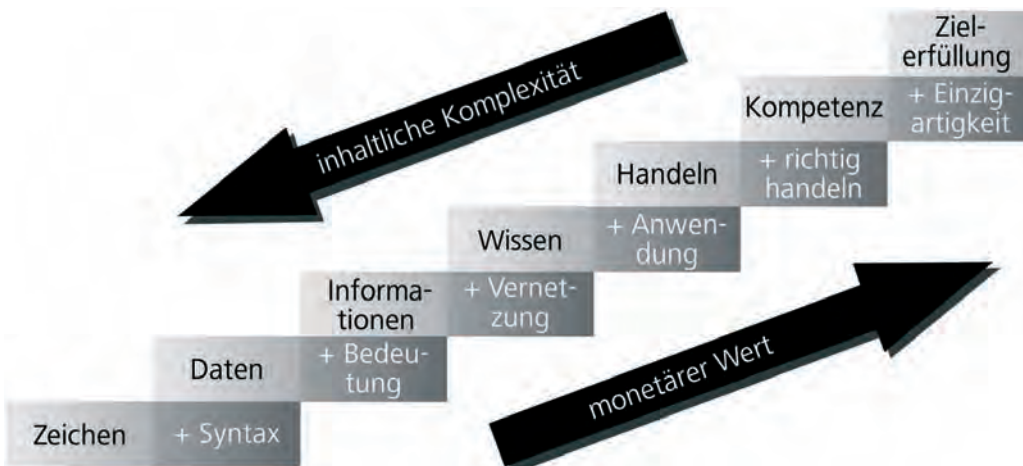 Ziel-
erfüllung
inhaltliche Komplexität
Kompetenz
+ Einzig-
artigkeit
Handeln
+ richtig
handeln
Wissen
+ Anwen-
dung
Informa-
tionen
+ Vernet-
zung
Daten
+ Bedeu-
tung
monetärer Wert
Zeichen
+ Syntax